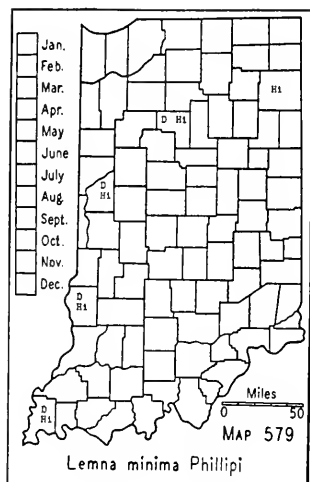 Jan.
Feb.
Mar.
Apr.
May
June
July
Aug.
Sept.
Oct.
Nov.
Dec.
H1
D H1
D
H1
D
H1
D
H1
Miles
0 50
MAP 579
Lemna minima Phillipi